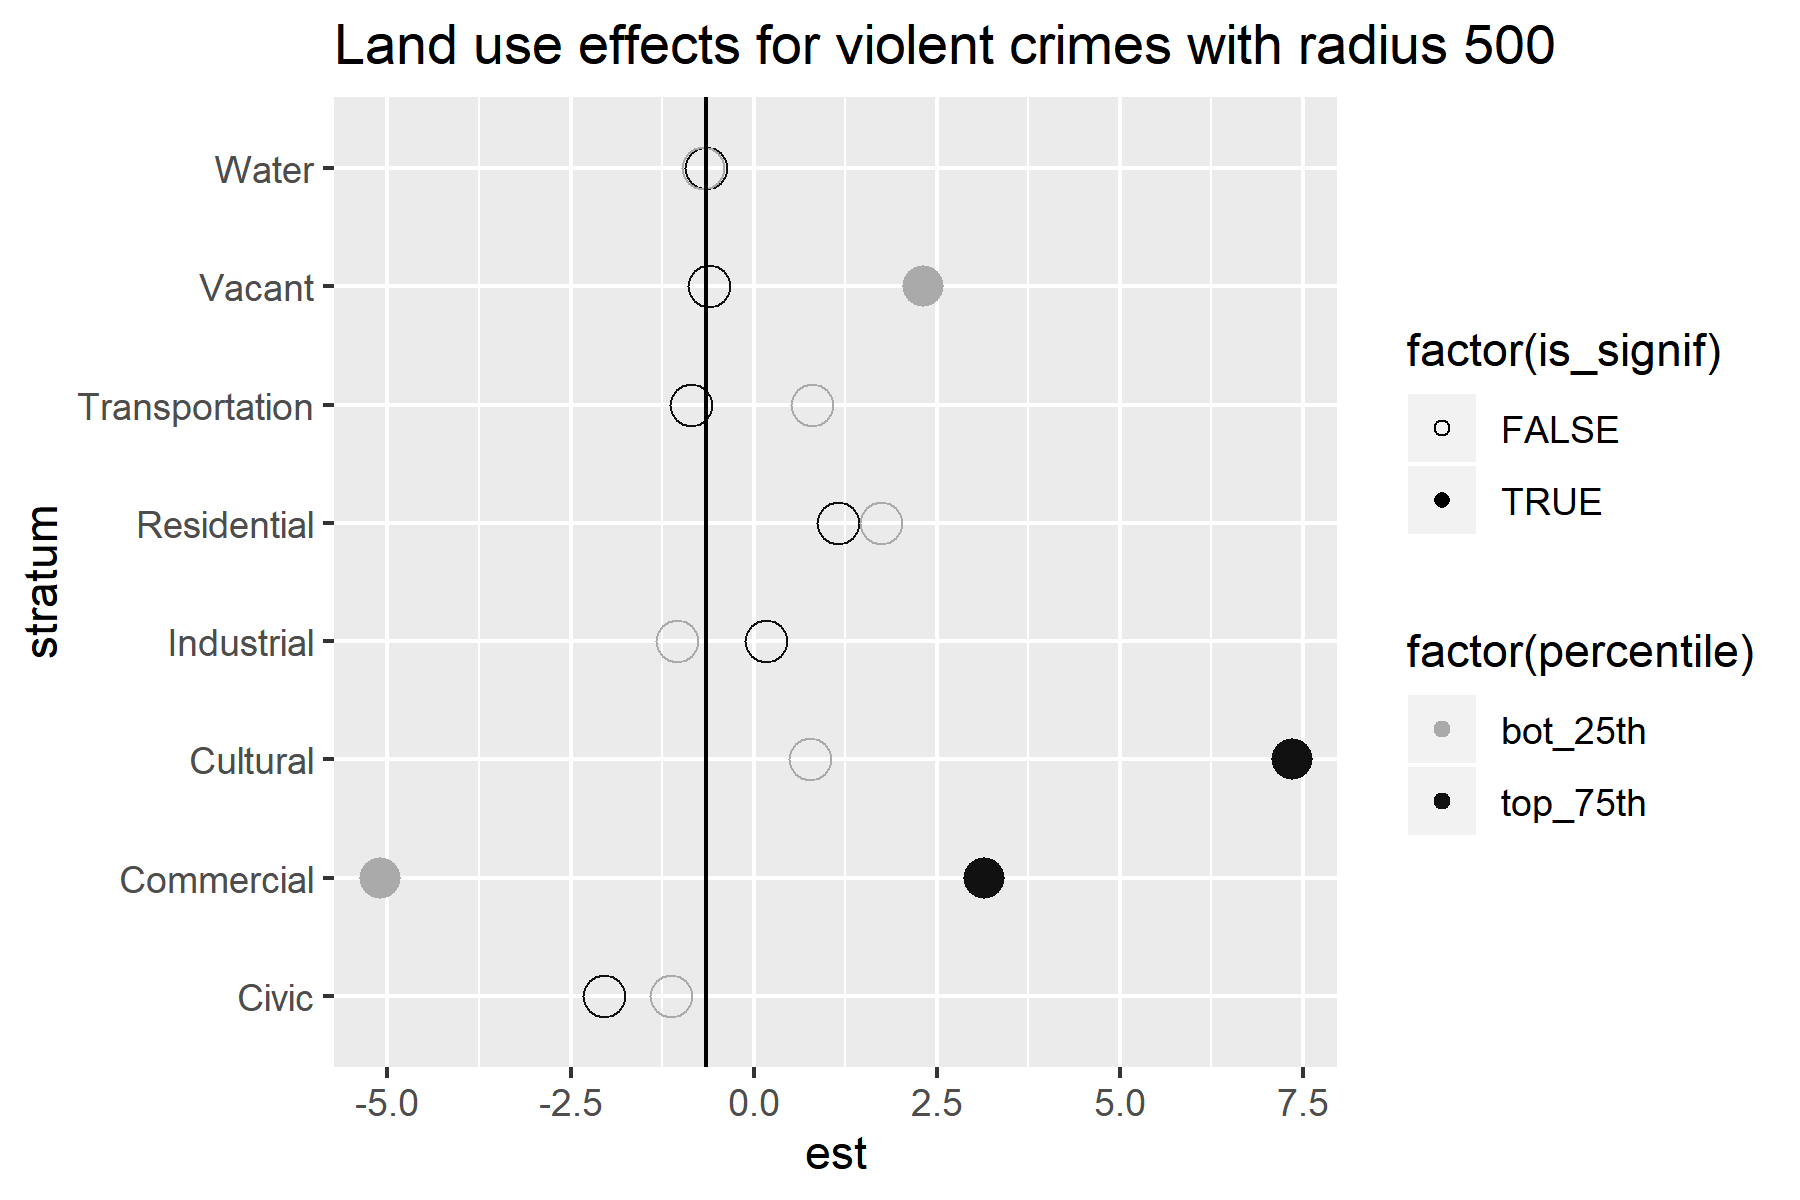 Land use effects for violent crimes with radius 500
Water
Vacant
Transportation
Residential
Industrial
Cultural
Commercial
Civic
stratum
-5.0
-2.5
0.0
2.5
5.0
7.5
est
factor(is_signif)
FALSE
TRUE
factor(percentile)
bot_25th
top_75th